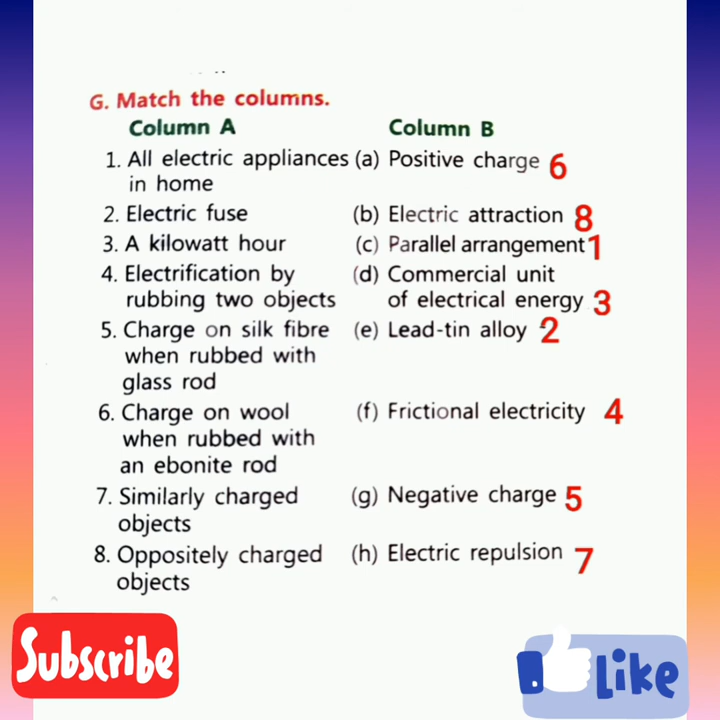 G. Match the columns.
Column A Column B
1. All electric appliances (a) Positive charge 6
in home
2. Electric fuse (b) Electric attraction 8
3. A kilowatt hour (c) Parallel arrangement 1
4. Electrification by (d) Commercial unit
rubbing two objects of electrical energy 3
5. Charge on silk fibre (e) Lead-tin alloy 2
when rubbed with
glass rod
6. Charge on wool (f) Frictional electricity 4
when rubbed with
an ebonite rod
7. Similarly charged (g) Negative charge 5
objects
8. Oppositely charged (h) Electric repulsion 7
objects
Subscribe Like